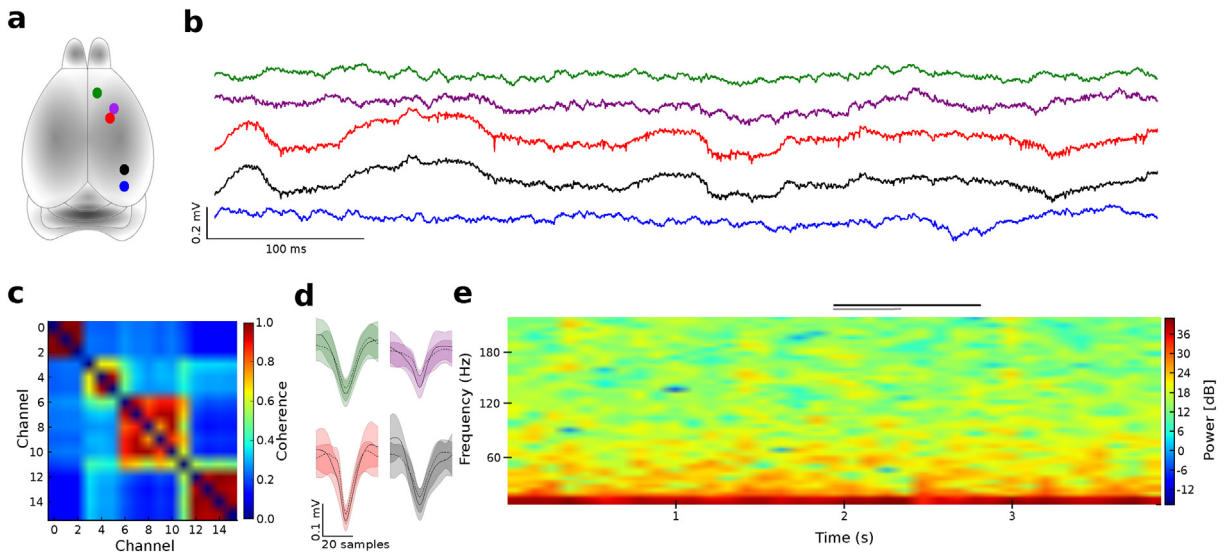 a
b
0.2 mV
100 ms
c
Channel
0
2
4
6
8
10
12
14
0 2 4 6 8 10 12 14
Channel
1.0
0.8
0.6
0.4
0.2
0.0
Coherence
d
0.1 mV
20 samples
e
Frequency (Hz)
180
120
60
1 2 3
Time (s)
36
30
24
18
12
6
0
-6
-12
Power [dB]